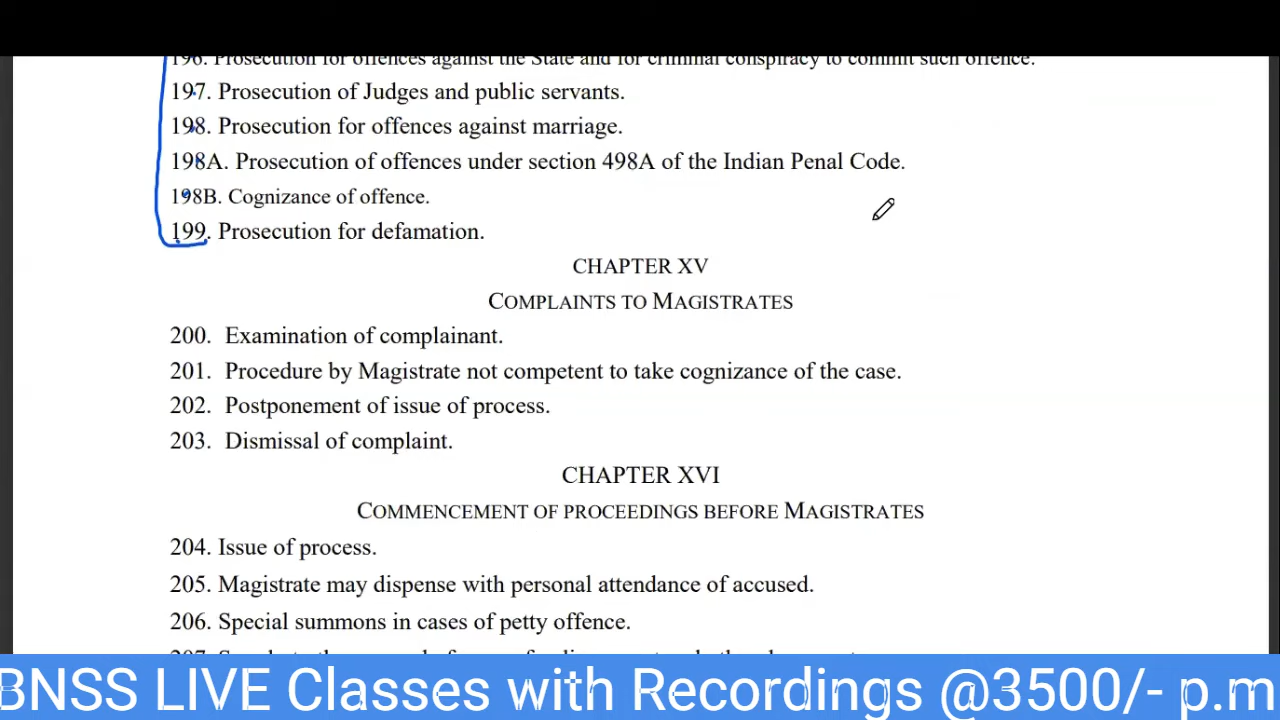 196. Prosecution for offences against the State and for criminal conspiracy to commit such offence.
197. Prosecution of Judges and public servants.
198. Prosecution for offences against marriage.
198A. Prosecution of offences under section 498A of the Indian Penal Code.
198B. Cognizance of offence.
199. Prosecution for defamation.
CHAPTER XV
COMPLAINTS TO MAGISTRATES
200. Examination of complainant.
201. Procedure by Magistrate not competent to take cognizance of the case.
202. Postponement of issue of process.
203. Dismissal of complaint.
CHAPTER XVI
COMMENCEMENT OF PROCEEDINGS BEFORE MAGISTRATES
204. Issue of process.
205. Magistrate may dispense with personal attendance of accused.
206. Special summons in cases of petty offence.
BNSS LIVE Classes with Recordings @3500/- p.m